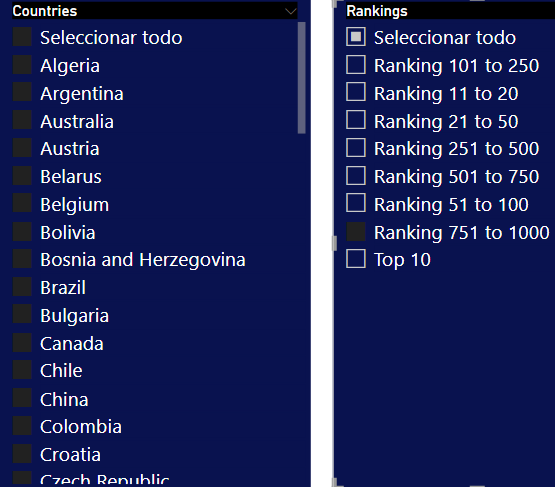 Countries
Seleccionar todo
Algeria
Argentina
Australia
Austria
Belarus
Belgium
Bolivia
Bosnia and Herzegovina
Brazil
Bulgaria
Canada
Chile
China
Colombia
Croatia
Czech Republic
Rankings
Seleccionar todo
Ranking 101 to 250
Ranking 11 to 20
Ranking 21 to 50
Ranking 251 to 500
Ranking 501 to 750
Ranking 51 to 100
Ranking 751 to 1000
Top 10